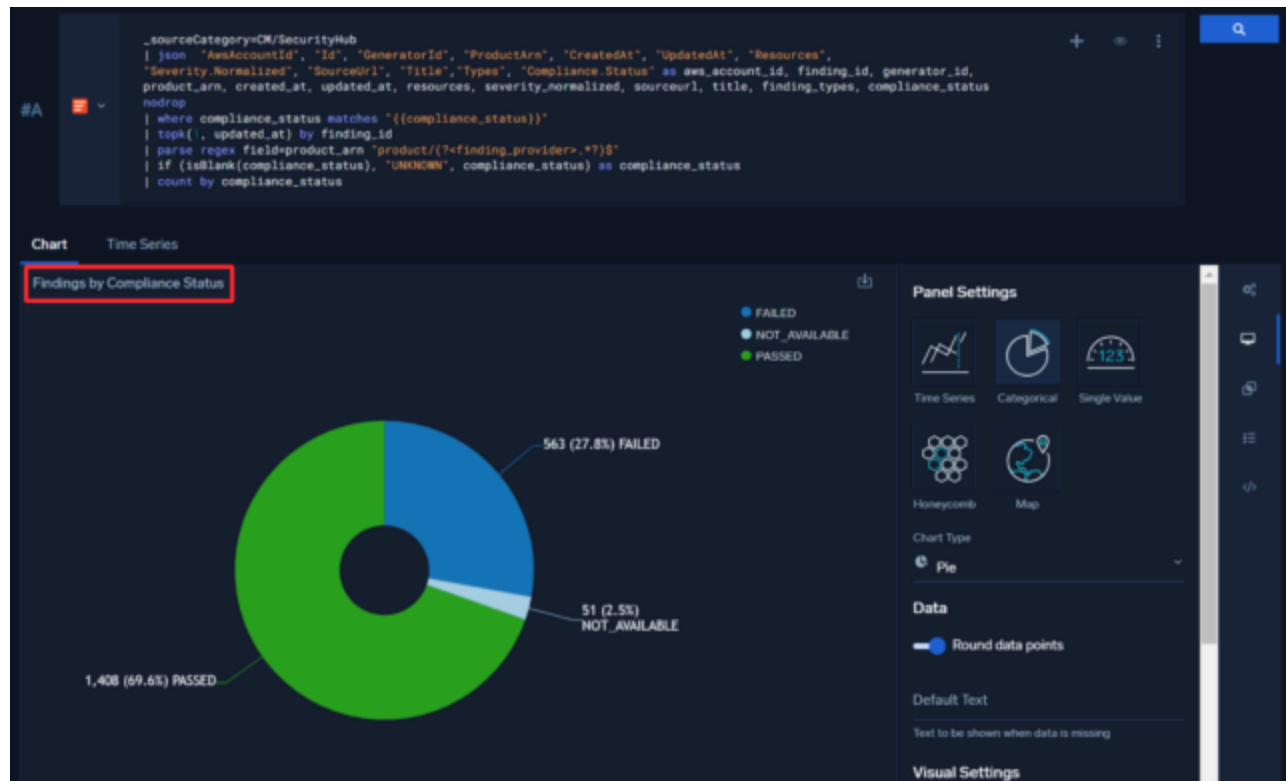 _sourceCategory=CM/SecurityHub
| json "AwsAccountId", "Id", "GeneratorId", "ProductArn", "CreatedAt", "UpdatedAt", "Resources",
"Severity.Normalized", "SourceUrl", "Title","Types", "Compliance.Status" as aws_account_id, finding_id, generator_id,
product_arn, created_at, updated_at, resources, severity_normalized, sourceurl, title, finding_types, compliance_status
nodrop
| where compliance_status matches "{{compliance_status}}"
#A
| topk(1, updated_at) by finding_id
| parse regex field=product_arn "product/(?<finding_provider>.*?)$"
| if (isBlank(compliance_status), "UNKNOWN", compliance_status) as compliance_status
| count by compliance_status
Chart
Time Series
Findings by Compliance Status
FAILED
NOT_AVAILABLE
PASSED
563 (27.8%) FAILED
51 (2.5%)
NOT_AVAILABLE
1,408 (69.6%) PASSED
Panel Settings
123
Time Series
Categorical
Single Value
Honeycomb
Map
Chart Type
Pie
Data
Round data points
Default Text
Text to be shown when data is missing
Visual Settings